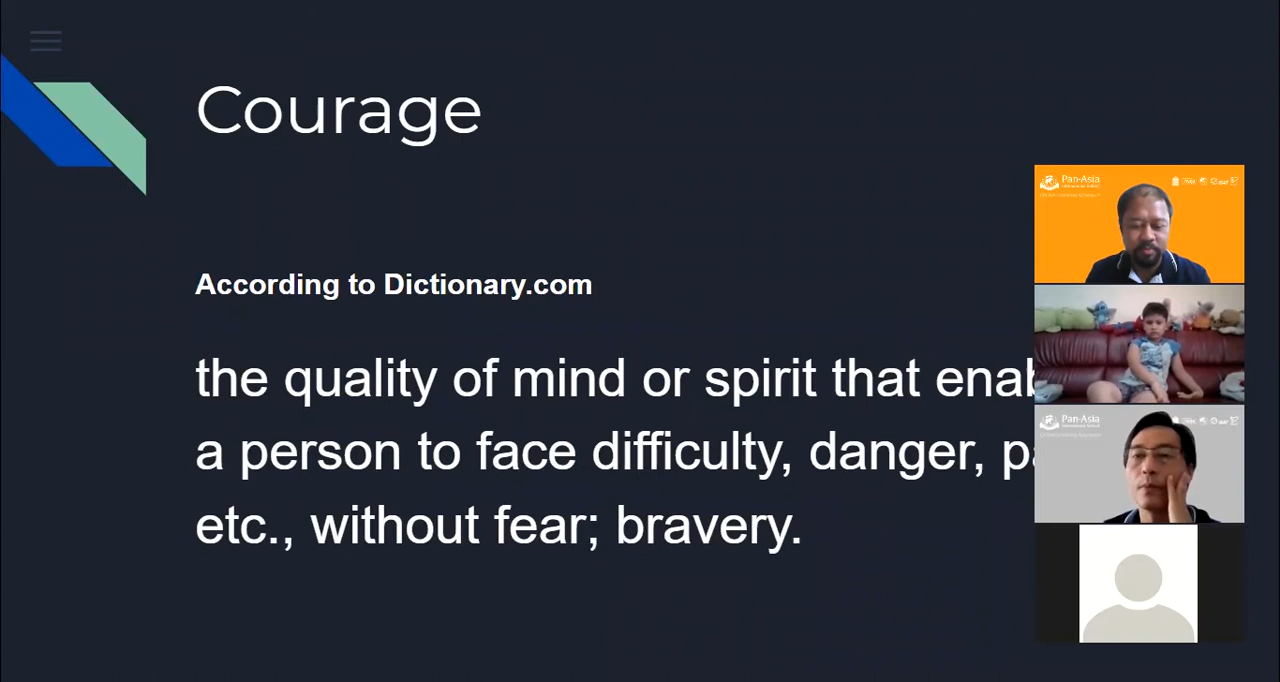 Courage
According to Dictionary.com
the quality of mind or spirit that enab
a person to face difficulty, danger, pa
etc., without fear; bravery.
Pan-Asia
Pan-Asia